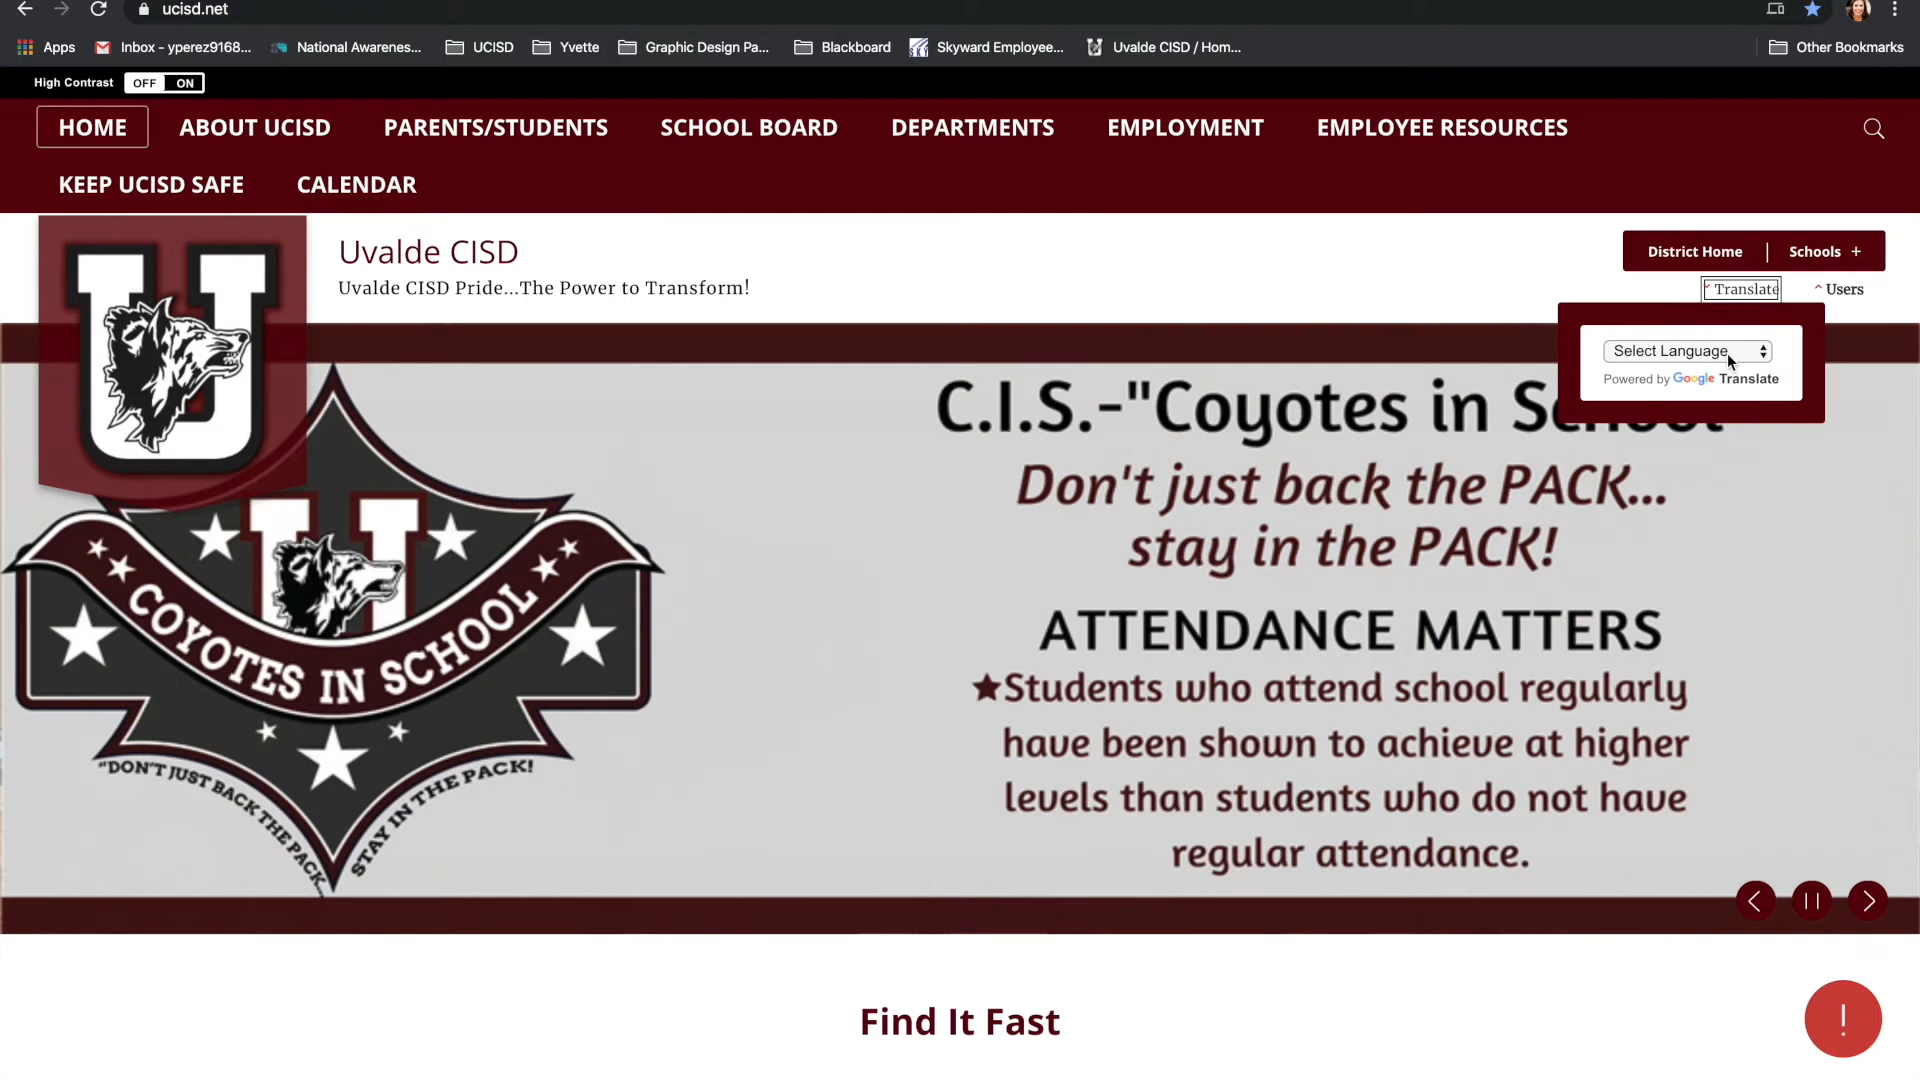 ucisd.net
Apps Inbox - yperez9168... National Awarenes... UCISD Yvette Graphic Design Pa... Blackboard Skyward Employee... Uvalde CISD / Hom... Other Bookmarks
High Contrast OFF ON
HOME ABOUT UCISD PARENTS/STUDENTS SCHOOL BOARD DEPARTMENTS EMPLOYMENT EMPLOYEE RESOURCES
KEEP UCISD SAFE CALENDAR
U
Uvalde CISD
Uvalde CISD Pride...The Power to Transform!
District Home Schools +
Translate Users
Select Language
Powered by Google Translate
C.I.S.-"Coyotes in School
Don't just back the PACK...
stay in the PACK!
ATTENDANCE MATTERS
★Students who attend school regularly
have been shown to achieve at higher
levels than students who do not have
regular attendance.
U
COYOTES IN SCHOOL
"DON'T JUST BACK THE PACK...
STAY IN THE PACK!
Find It Fast
!